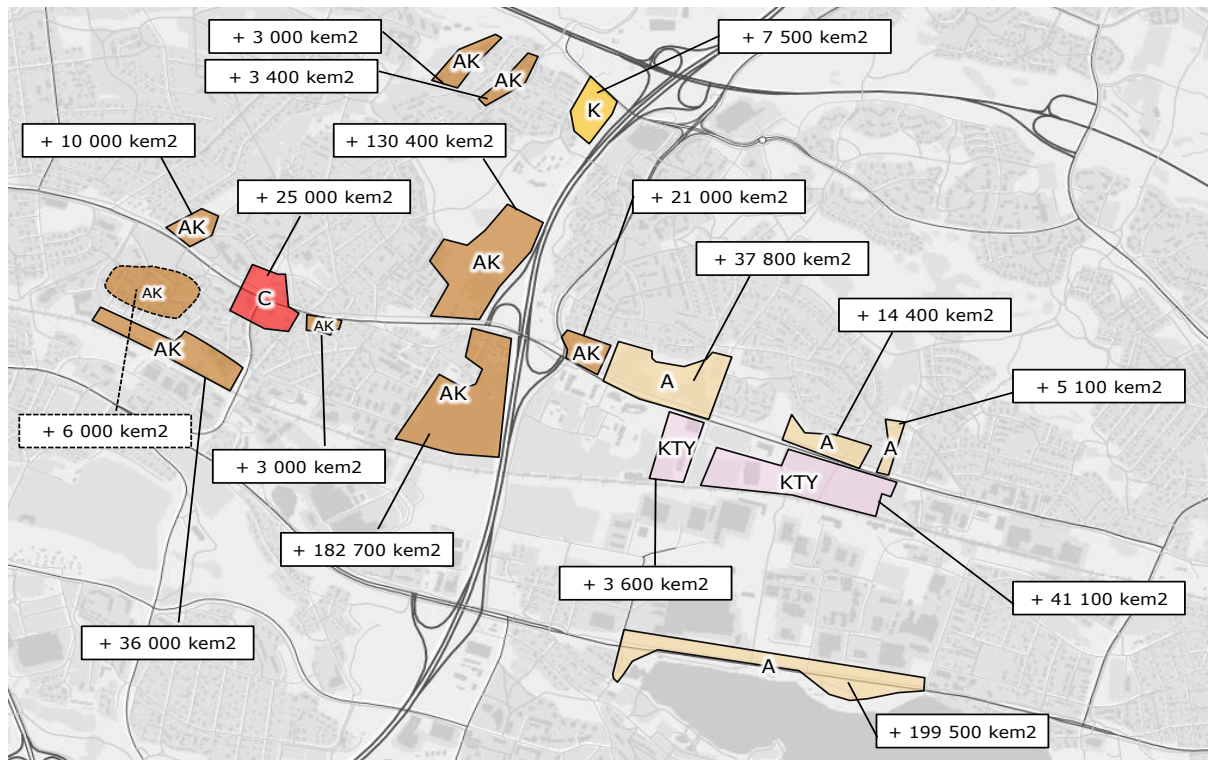 + 3 000 kem2
+ 7 500 kem2
AK
+ 3 400 kem2
AK
K
+ 10 000 kem2
+ 130 400 kem2
+ 25 000 kem2
+ 21 000 kem2
AK
+ 37 800 kem2
AK
AK
C
+ 14 400 kem2
AK
AK
AK
A
+ 5 100 kem2
AK
+ 6 000 kem2
KTY
A
A
+ 3 000 kem2
KTY
+ 182 700 kem2
+ 3 600 kem2
+ 41 100 kem2
+ 36 000 kem2
A
+ 199 500 kem2